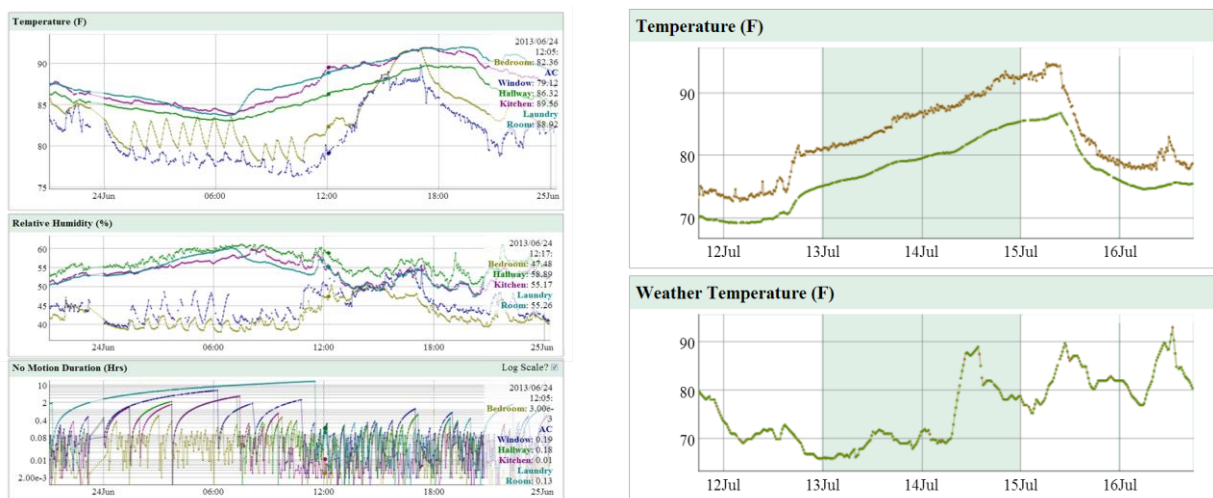 Temperature (F)
2013/06/24
12:05:
Bedroom: 82.36
AC
Window: 79.12
Hallway: 86.32
Kitchen: 89.56
Laundry
Room: 88.92
90
85
80
75
24Jun 06:00 12:00 18:00 25Jun
Relative Humidity (%)
2013/06/24
12:17:
Bedroom: 47.48
Hallway: 58.89
Kitchen: 55.17
Laundry
Room: 55.26
60
55
50
45
40
24Jun 06:00 12:00 18:00 25Jun
No Motion Duration (Hrs) Log Scale?
2013/06/24
12:05:
Bedroom: 3.00e-
3
AC
Window: 0.19
Hallway: 0.18
Kitchen: 0.01
Laundry
Room: 0.13
10
2
0.4
0.08
0.01
2.00e-3
24Jun 06:00 12:00 18:00 25Jun
Temperature (F)
90
80
70
12Jul 13Jul 14Jul 15Jul 16Jul
Weather Temperature (F)
90
80
70
12Jul 13Jul 14Jul 15Jul 16Jul